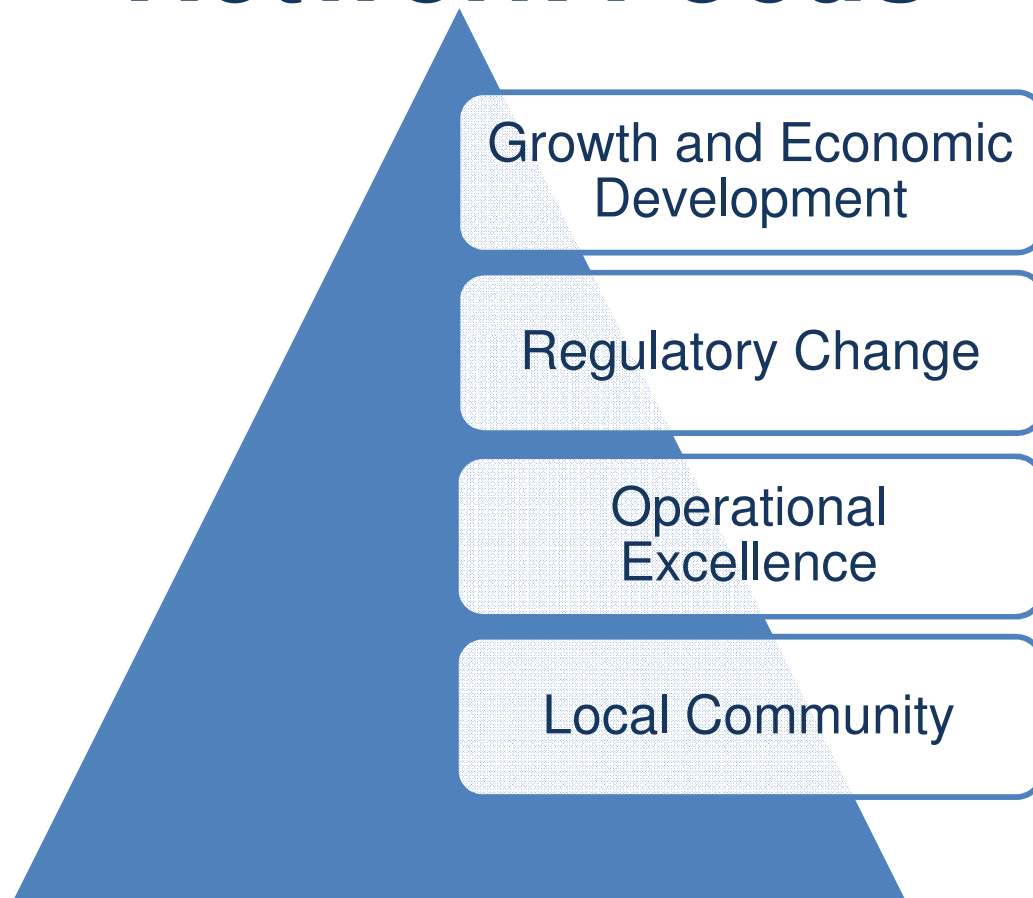 Growth and Economic
Development
Regulatory Change
Operational
Excellence
Local Community